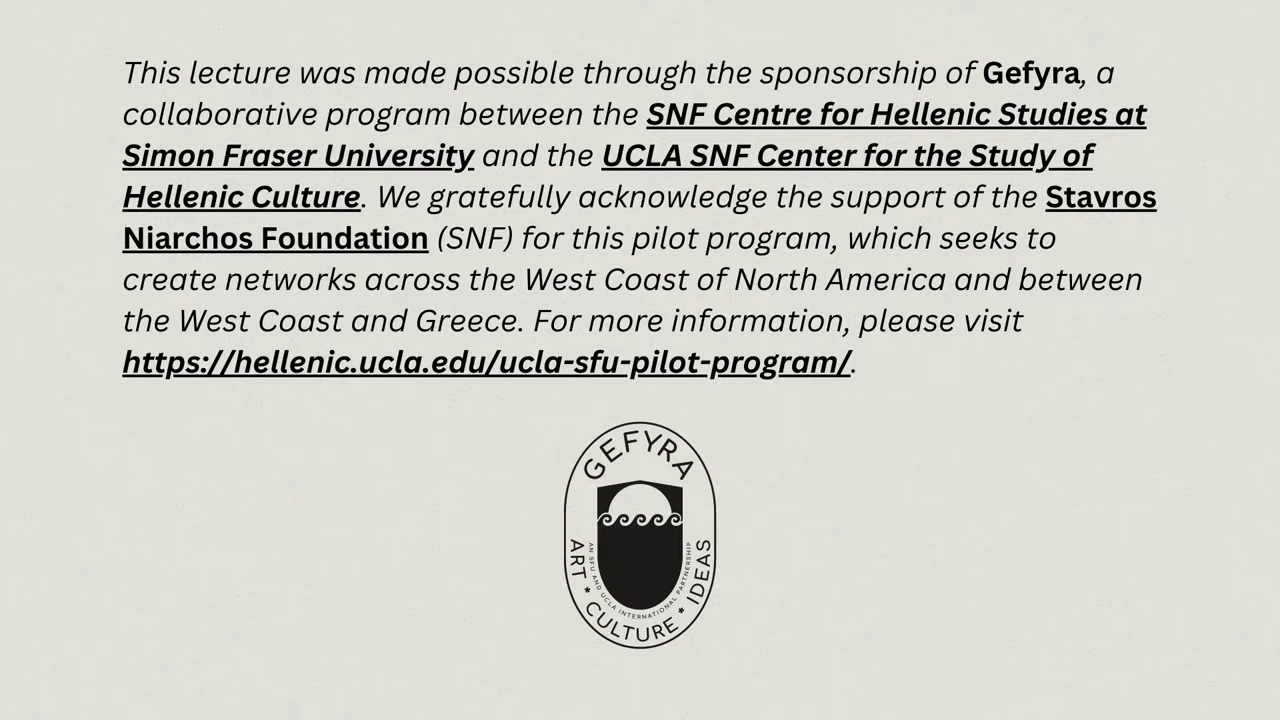 This lecture was made possible through the sponsorship of Gefyra, a
collaborative program between the SNF Centre for Hellenic Studies at
Simon Fraser University and the UCLA SNF Center for the Study of
Hellenic Culture. We gratefully acknowledge the support of the Stavros
Niarchos Foundation (SNF) for this pilot program, which seeks to
create networks across the West Coast of North America and between
the West Coast and Greece. For more information, please visit
https://hellenic.ucla.edu/ucla-sfu-pilot-program/.
GEFYRA
ART * CULTURE * IDEAS
AN SFU AND UCLA INTERNATIONAL PARTNERSHIP